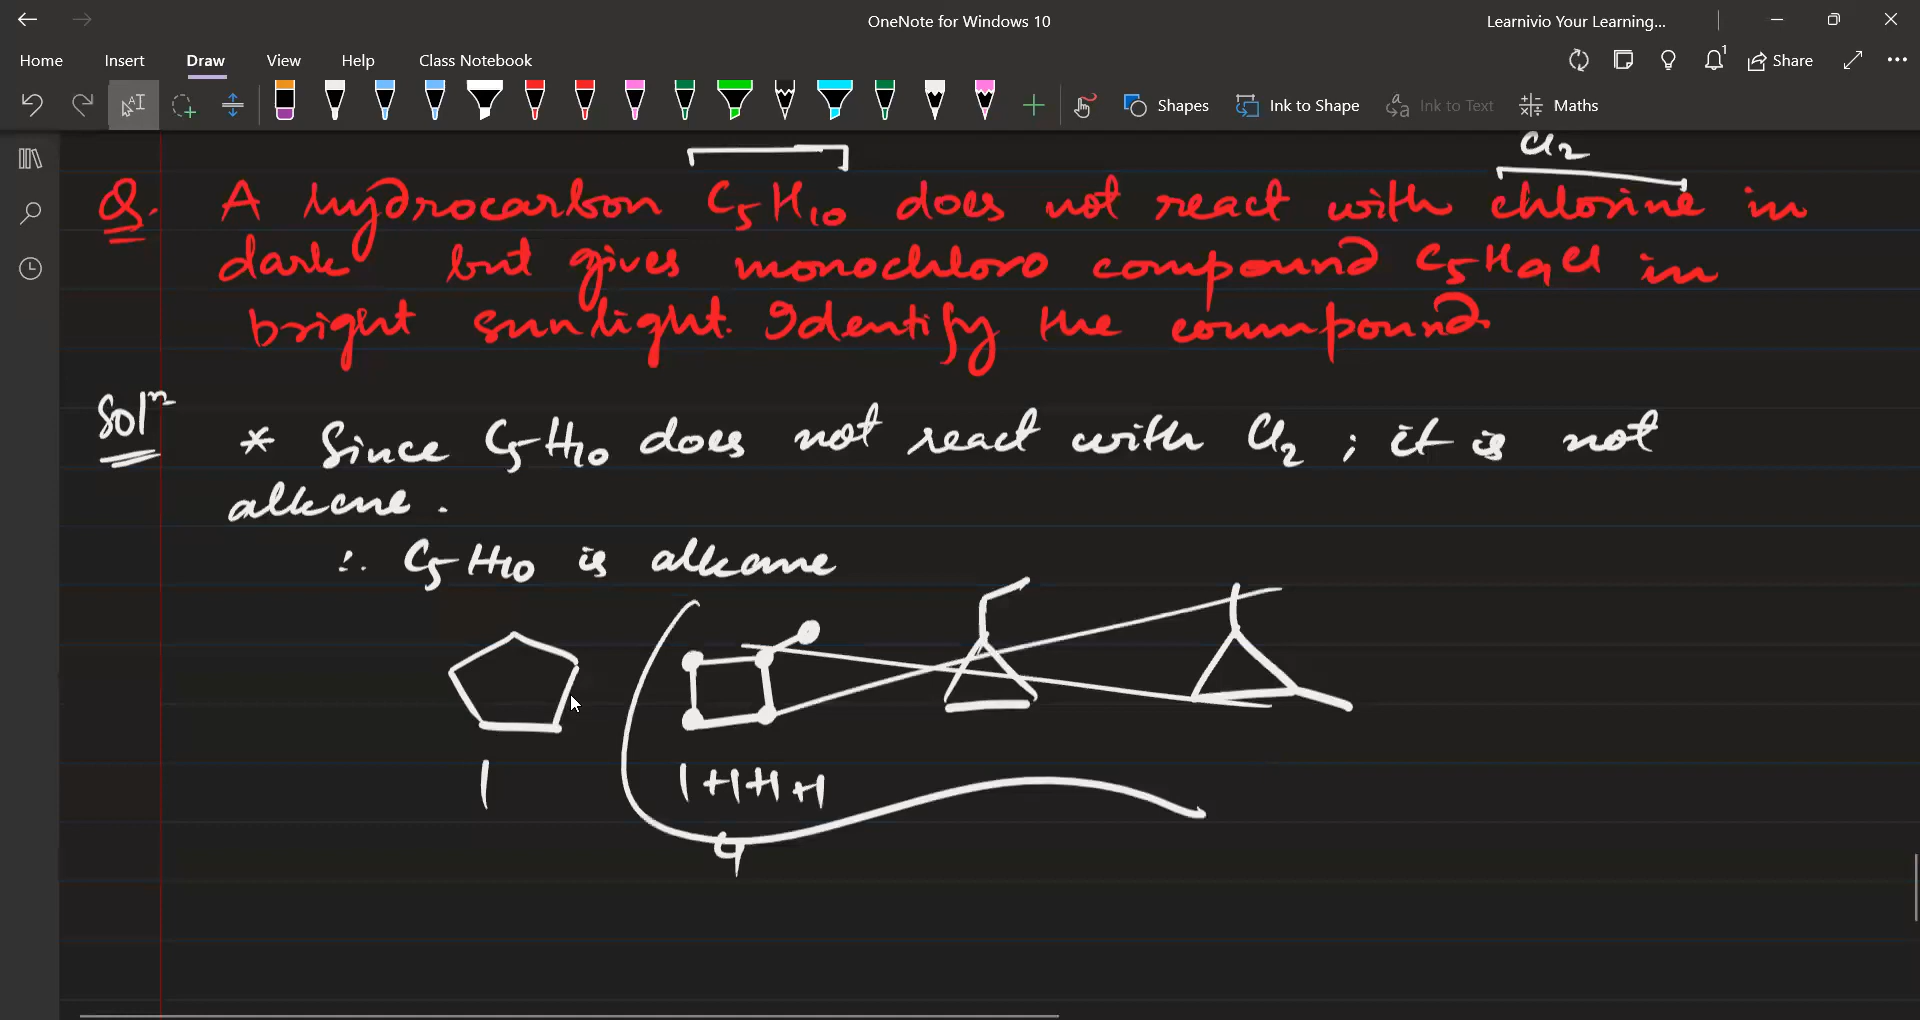 OneNote for Windows 10
Learnivio Your Learning...
Home Insert Draw View Help Class Notebook
1
Share
Shapes Ink to Shape Ink to Text Maths
Cl2
Q. A hydrocarbon C5H10 does not react with chlorine in
dark but gives monochloro compound C5H9Cl in
bright sunlight. Identify the coumpound
Solⁿ
* Since C5H10 does not react with Cl2 ; it is not
alkene .
∴ C5H10 is alkane
1
1+1+1+1
4